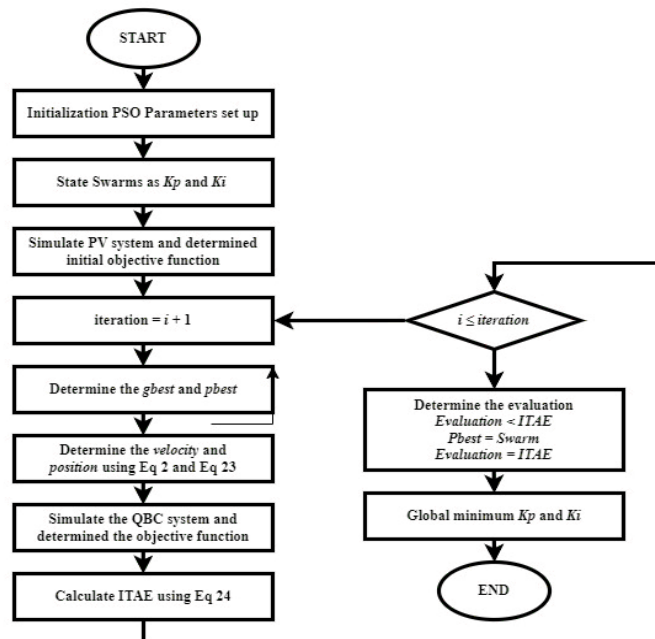 START
Initialization PSO Parameters set up
State Swarms as Kp and Ki
Simulate PV system and determined
initial objective function
iteration = i + 1
Determine the gbest and pbest
Determine the velocity and
position using Eq 2 and Eq 23
Simulate the QBC system and
determined the objective function
Calculate ITAE using Eq 24
i ≤ iteration
Determine the evaluation
Evaluation < ITAE
Pbest = Swarm
Evaluation = ITAE
Global minimum Kp and Ki
END